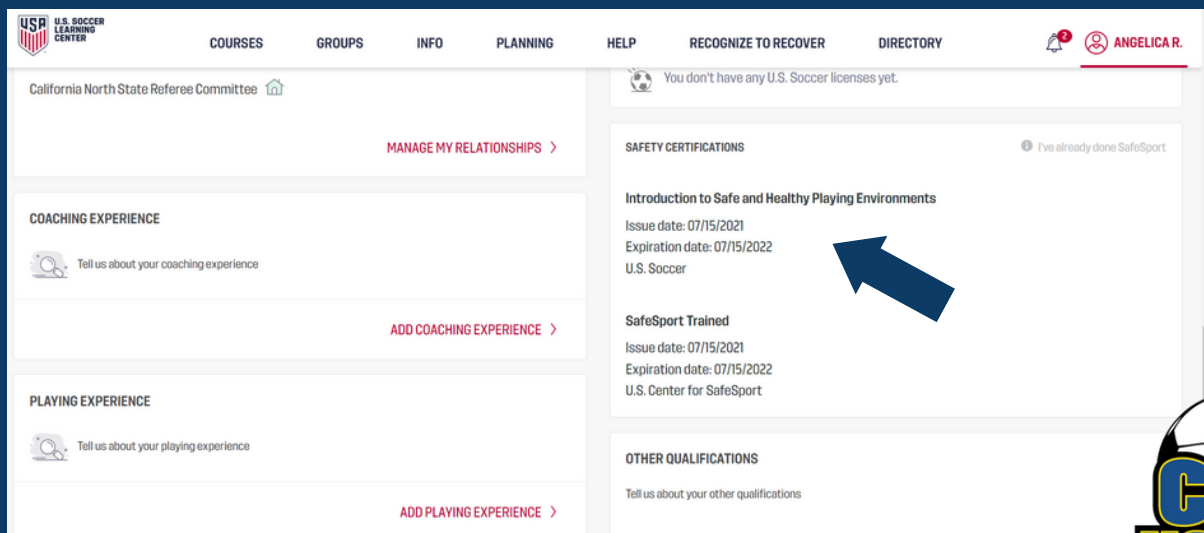 USA U.S. SOCCER
LEARNING
CENTER
COURSES GROUPS INFO PLANNING HELP RECOGNIZE TO RECOVER DIRECTORY 2 ANGELICA R.
California North State Referee Committee
MANAGE MY RELATIONSHIPS >
COACHING EXPERIENCE
Tell us about your coaching experience
ADD COACHING EXPERIENCE >
PLAYING EXPERIENCE
Tell us about your playing experience
ADD PLAYING EXPERIENCE >
You don't have any U.S. Soccer licenses yet.
SAFETY CERTIFICATIONS I've already done SafeSport
Introduction to Safe and Healthy Playing Environments
Issue date: 07/15/2021
Expiration date: 07/15/2022
U.S. Soccer
SafeSport Trained
Issue date: 07/15/2021
Expiration date: 07/15/2022
U.S. Center for SafeSport
OTHER QUALIFICATIONS
Tell us about your other qualifications
C